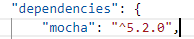 "dependencies": {
"mocha": "^5.2.0",